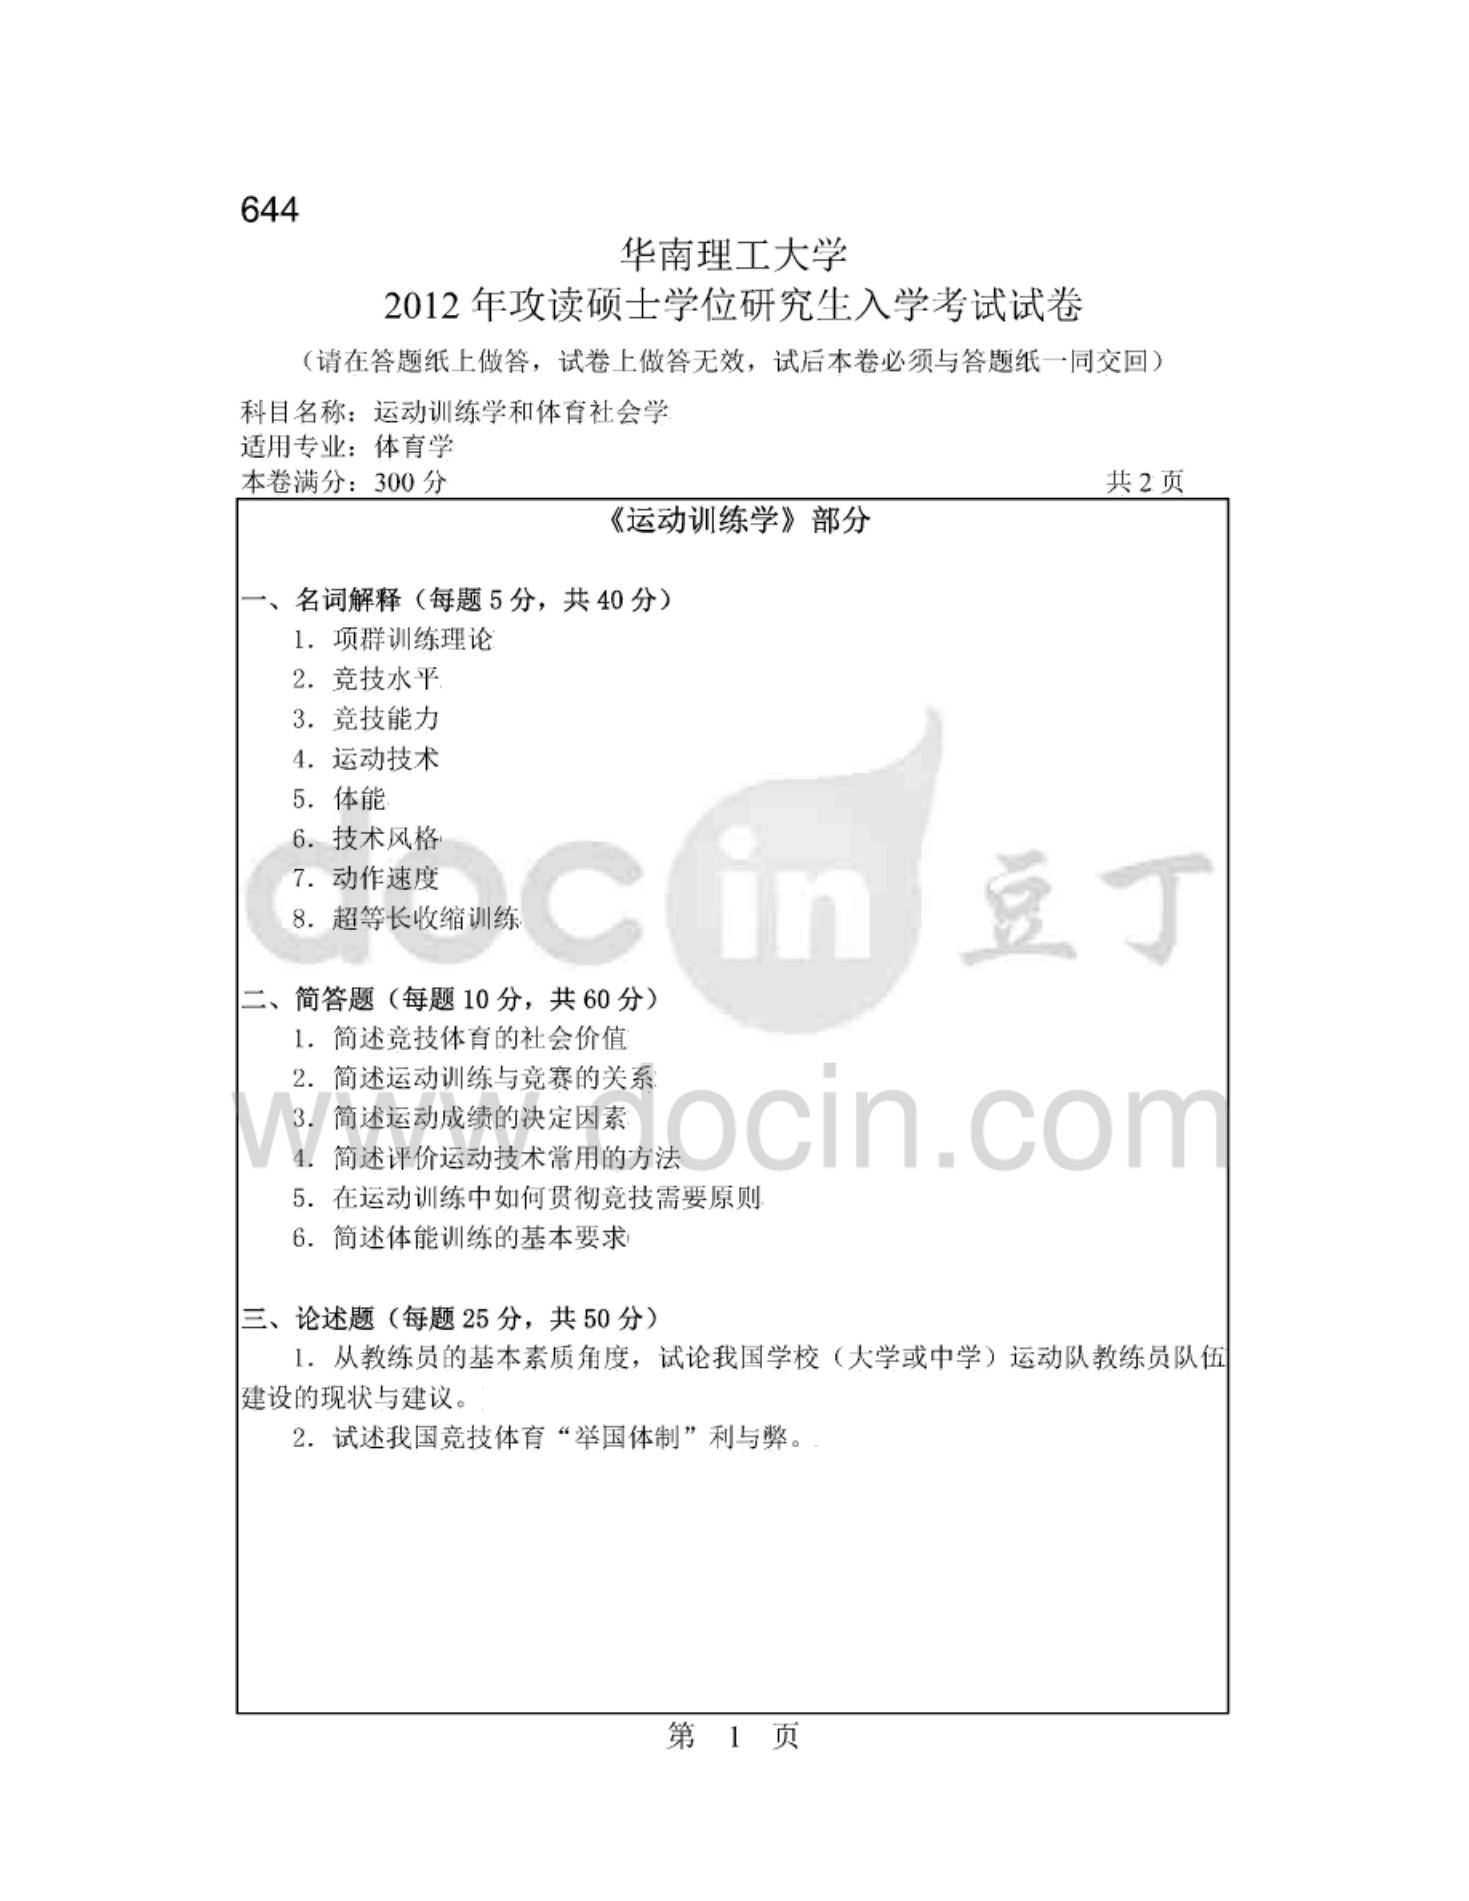 644
华南理工大学
2012 年攻读硕士学位研究生入学考试试卷
（请在答题纸上做答，试卷上做答无效，试后本卷必须与答题纸一同交回）
科目名称：运动训练学和体育社会学
适用专业：体育学
本卷满分：300 分 共 2 页
《运动训练学》部分
一、名词解释（每题 5 分，共 40 分）
1．项群训练理论
2．竞技水平
3．竞技能力
4．运动技术
5．体能
6．技术风格
7．动作速度
8．超等长收缩训练
docin 豆丁
二、简答题（每题 10 分，共 60 分）
1．简述竞技体育的社会价值
2．简述运动训练与竞赛的关系
3．简述运动成绩的决定因素
www.docin.com
4．简述评价运动技术常用的方法
5．在运动训练中如何贯彻竞技需要原则
6．简述体能训练的基本要求
三、论述题（每题 25 分，共 50 分）
1．从教练员的基本素质角度，试论我国学校（大学或中学）运动队教练员队伍
建设的现状与建议。
2．试述我国竞技体育“举国体制”利与弊。
第 1 页